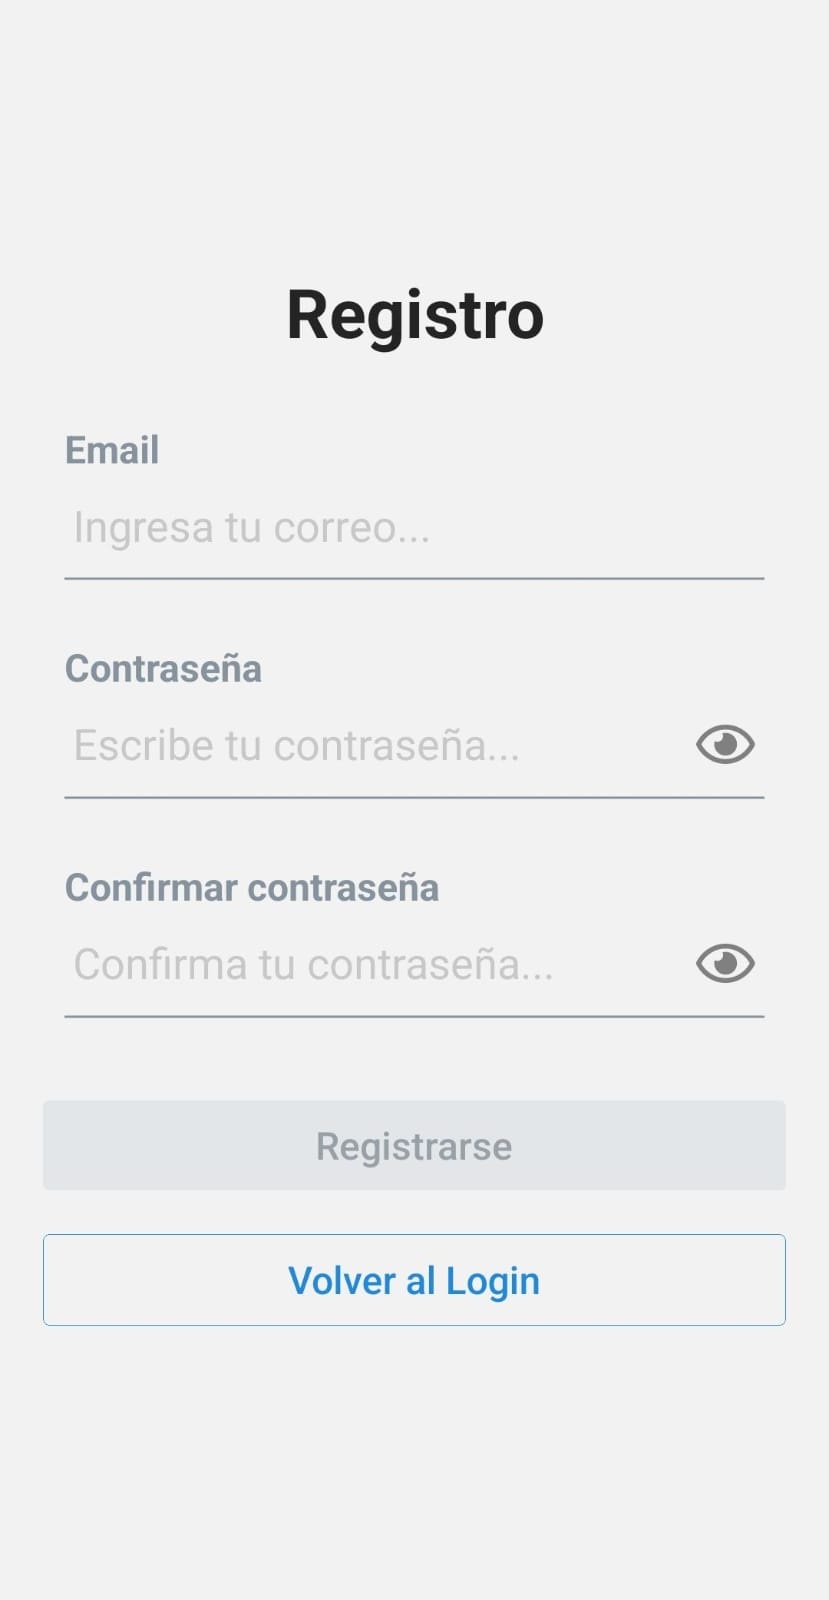 Registro
Email
Ingresa tu correo...
Contraseña
Escribe tu contraseña...
Confirmar contraseña
Confirma tu contraseña...
Registrarse
Volver al Login